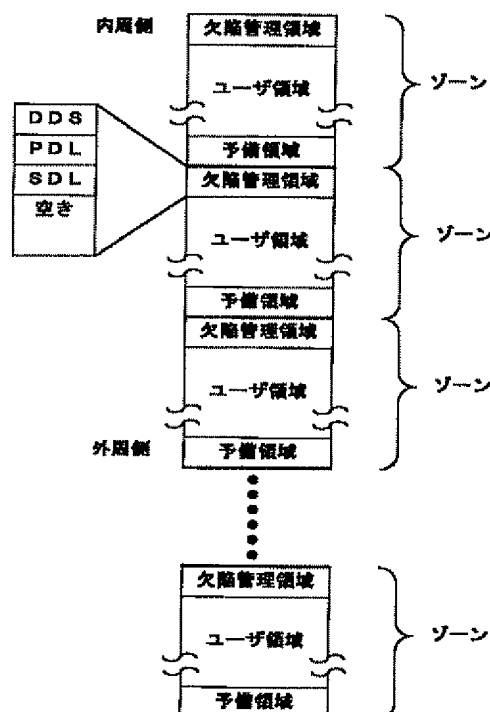 内周側
欠陥管理領域
ユーザ領域
ゾーン
予備領域
DDS
PDL
SDL
空き
欠陥管理領域
ユーザ領域
ゾーン
予備領域
欠陥管理領域
ユーザ領域
ゾーン
外周側
予備領域
欠陥管理領域
ユーザ領域
ゾーン
予備領域